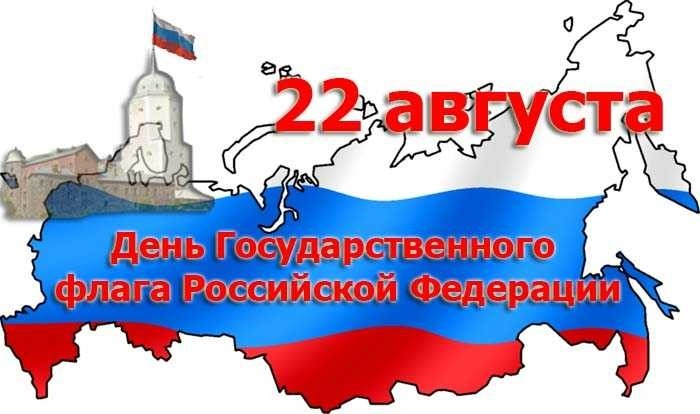 22 августа
День Государственного
флага Российской Федерации